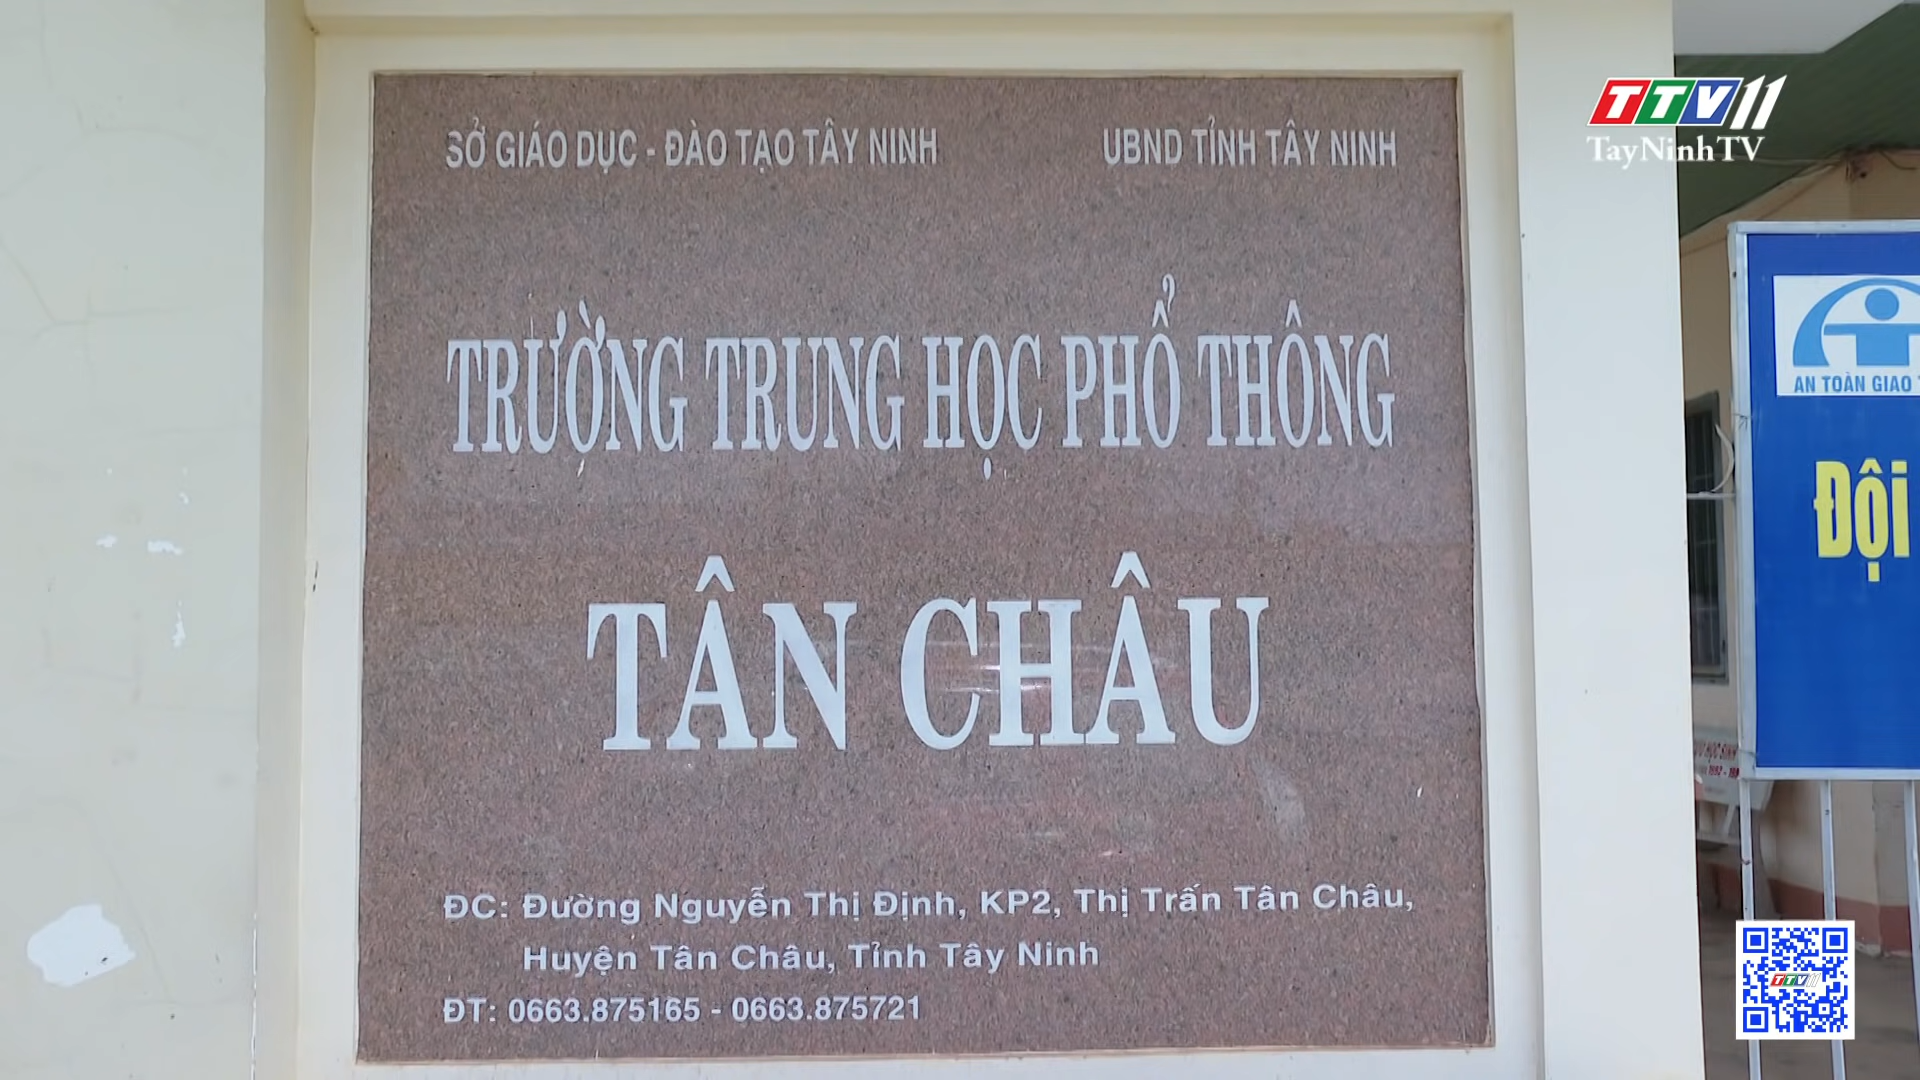 SỞ GIÁO DỤC - ĐÀO TẠO TÂY NINH
UBND TỈNH TÂY NINH
TRƯỜNG TRUNG HỌC PHỔ THÔNG
TÂN CHÂU
ĐC: Đường Nguyễn Thị Định, KP2, Thị Trấn Tân Châu,
Huyện Tân Châu, Tỉnh Tây Ninh
ĐT: 0663.875165 - 0663.875721
TTV11
TayNinhTV
AN TOÀN GIAO
Đội
TTV11